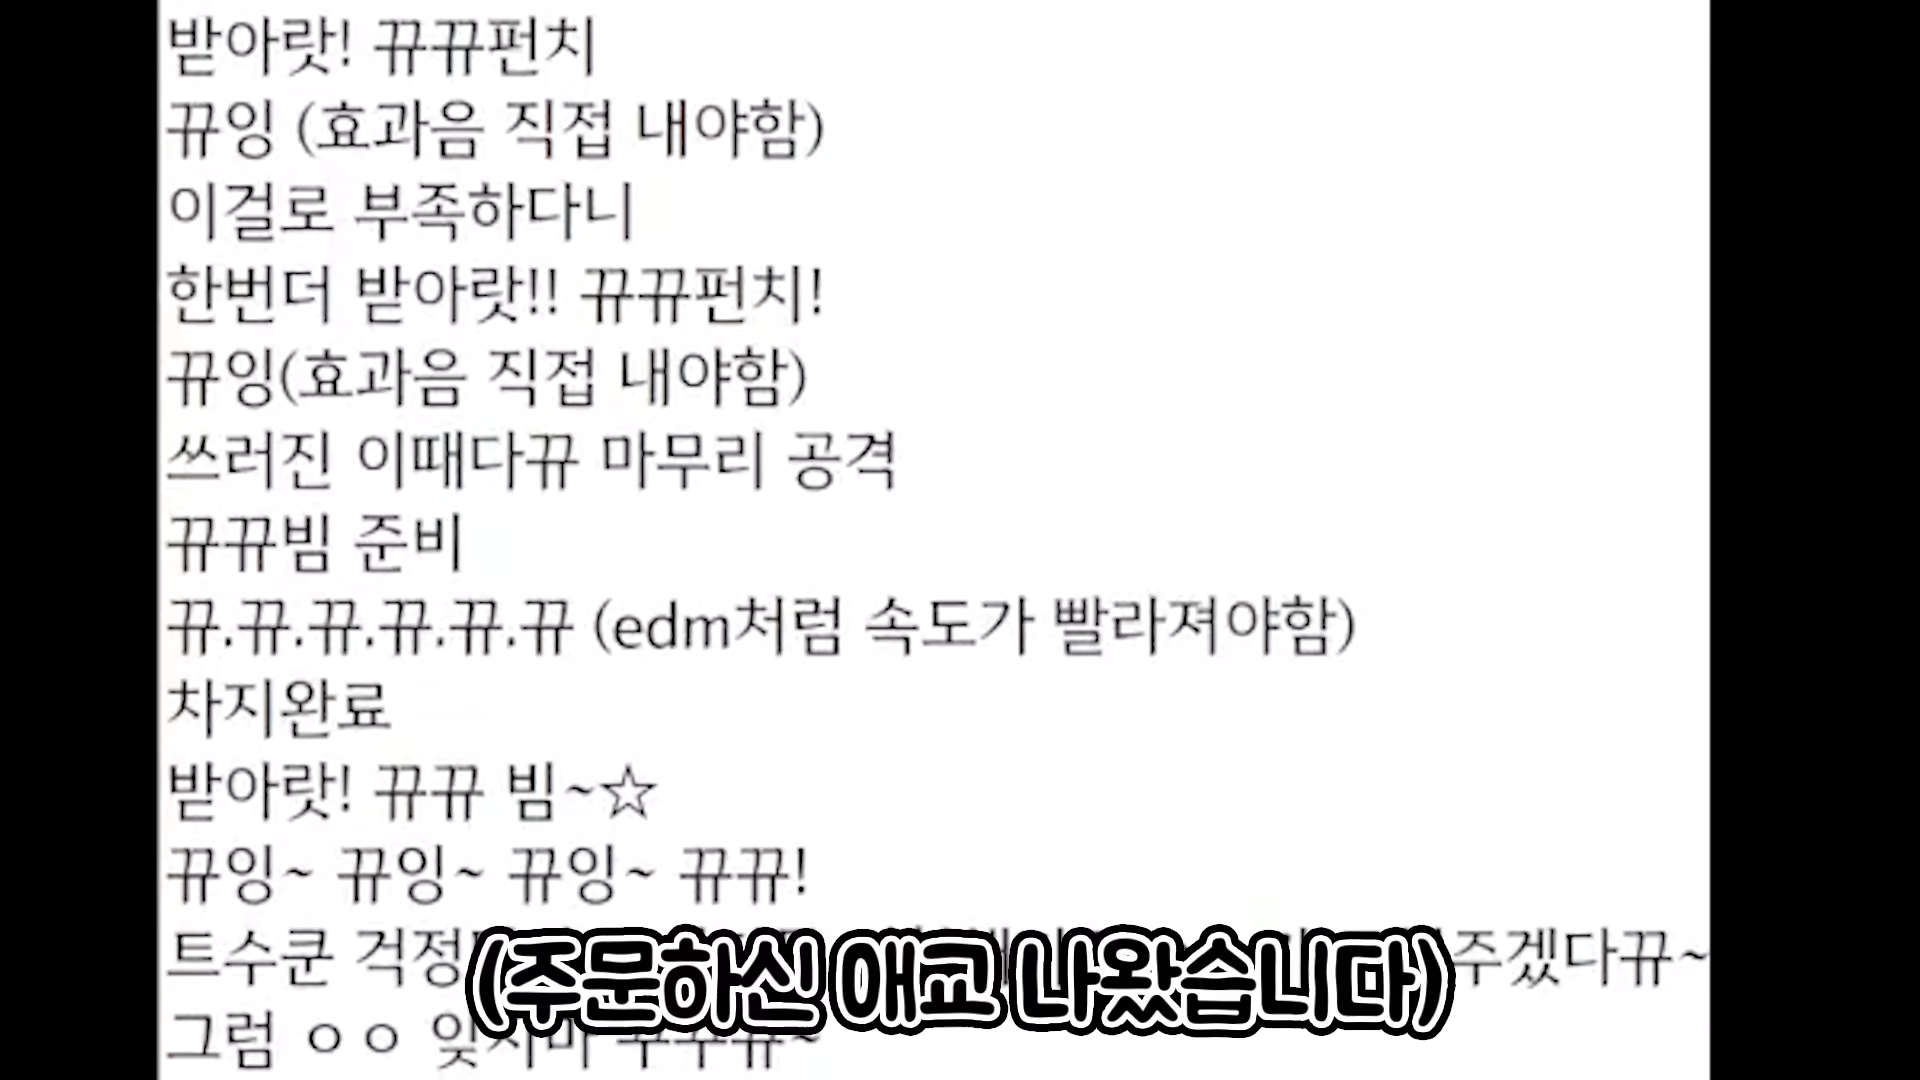 받아랏! 뀨뀨펀치
뀨잉 (효과음 직접 내야함)
이걸로 부족하다니
한번더 받아랏!! 뀨뀨펀치!
뀨잉(효과음 직접 내야함)
쓰러진 이때다뀨 마무리 공격
뀨뀨빔 준비
뀨.뀨.뀨.뀨.뀨.뀨 (edm처럼 속도가 빨라져야함)
차지완료
받아랏! 뀨뀨 빔~☆
뀨잉~ 뀨잉~ 뀨잉~ 뀨뀨!
트수쿤 주겠다뀨~
그럼 ㅇㅇ
(주문하신 애교 나왔습니다)